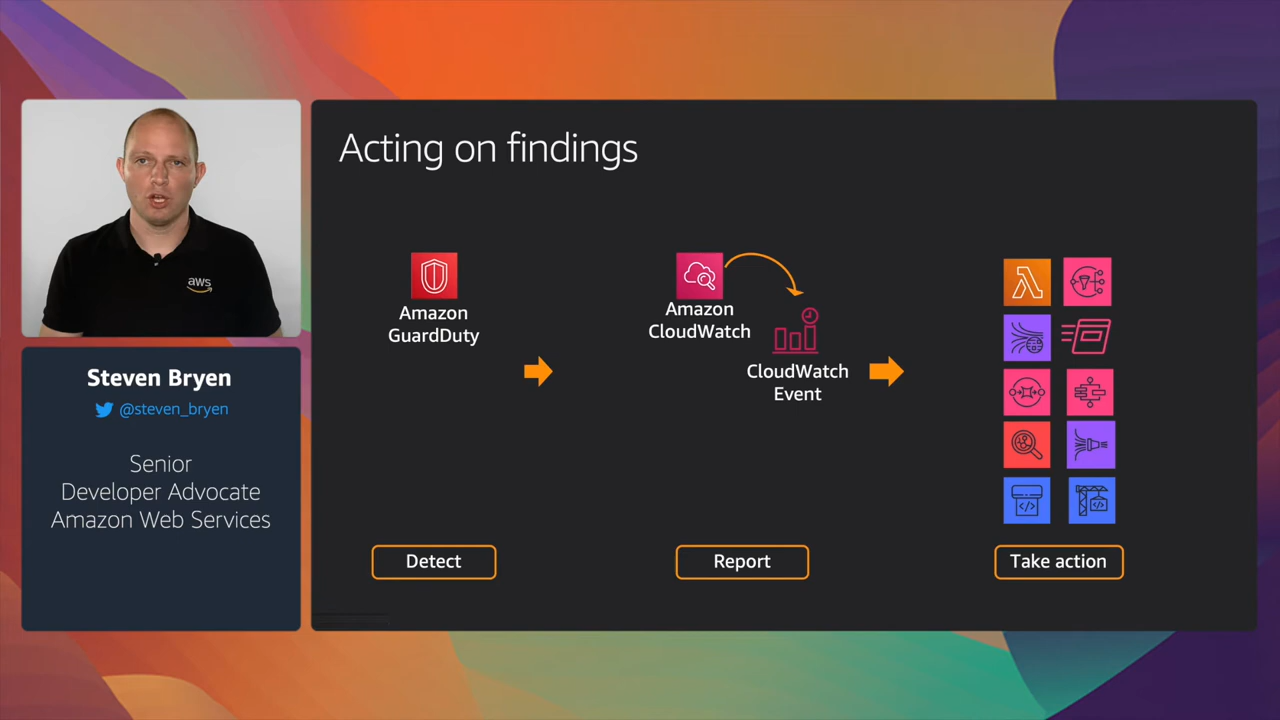 aws
Steven Bryen
@steven_bryen
Senior
Developer Advocate
Amazon Web Services
Acting on findings
Amazon
GuardDuty
Amazon
CloudWatch
CloudWatch
Event
Detect
Report
Take action